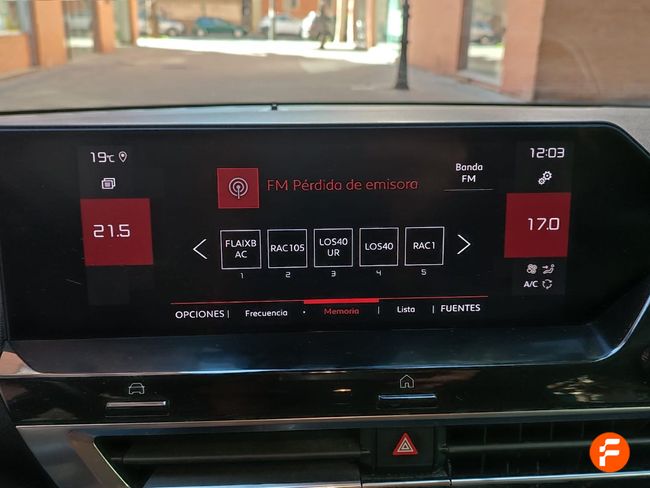 19°C
12:03
FM Pérdida de emisora
Banda
FM
21.5
17.0
FLAIXB
AC
RAC105
LOS40
UR
LOS40
RAC1
1
2
3
4
5
A/C
OPCIONES
Frecuencia
Memoria
Lista
FUENTES